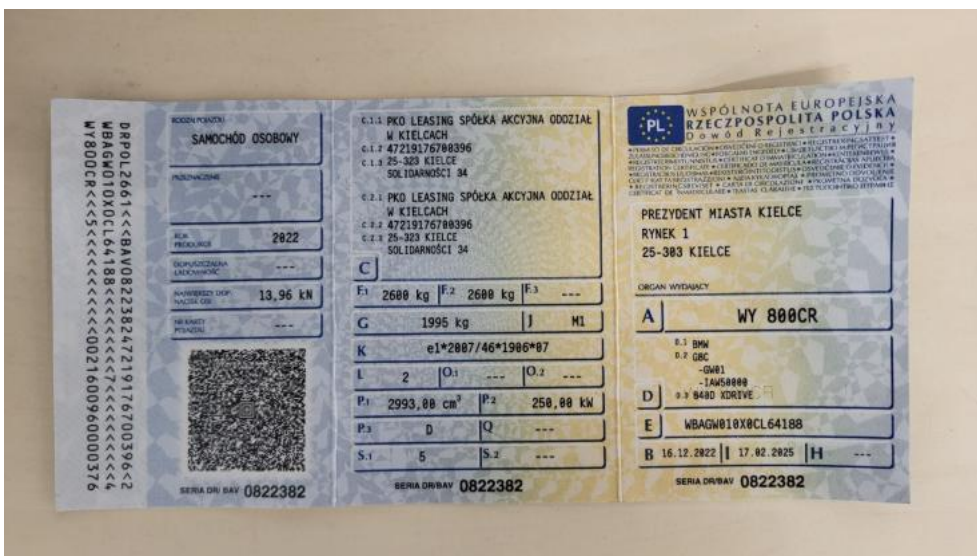 DRPOL2661<<BAV082238247219176700396<2
WBAGW010X0CL64188<<<<<7<<<<<<<<4
WY800CR<<5<<<<<<<<<<0021600960000376
RODZAJ POJAZDU
SAMOCHÓD OSOBOWY
PRZEZNACZENIE
---
ROK PRODUKCJI
2022
DOPUSZCZALNA ŁADOWNOŚĆ
---
NAJWIĘKSZY DOP. NACISK OSI
13,96 kN
NR KARTY POJAZDU
---
SERIA DR/ BAV 0822382
C.1.1 PKO LEASING SPÓŁKA AKCYJNA ODDZIAŁ
W KIELCACH
C.1.2 47219176700396
C.1.3 25-323 KIELCE
SOLIDARNOŚCI 34
C.2.1 PKO LEASING SPÓŁKA AKCYJNA ODDZIAŁ
W KIELCACH
C.2.2 47219176700396
C.2.3 25-323 KIELCE
SOLIDARNOŚCI 34
C
F.1 2600 kg F.2 2600 kg F.3 ---
G 1995 kg J M1
K e1*2007/46*1906*07
L 2 O.1 --- O.2 ---
P.1 2993,00 cm³ P.2 250,00 kW
P.3 D Q ---
S.1 5 S.2 ---
SERIA DR/BAV 0822382
PL
WSPÓLNOTA EUROPEJSKA
RZECZPOSPOLITA POLSKA
Dowód Rejestracyjny
PREZYDENT MIASTA KIELCE
RYNEK 1
25-303 KIELCE
ORGAN WYDAJĄCY
A WY 800CR
D.1 BMW
D.2 G8C
-GW01
-IAW50000
D D.3 840D XDRIVE
E WBAGW010X0CL64188
B 16.12.2022 I 17.02.2025 H ---
SERIA DR/BAV 0822382